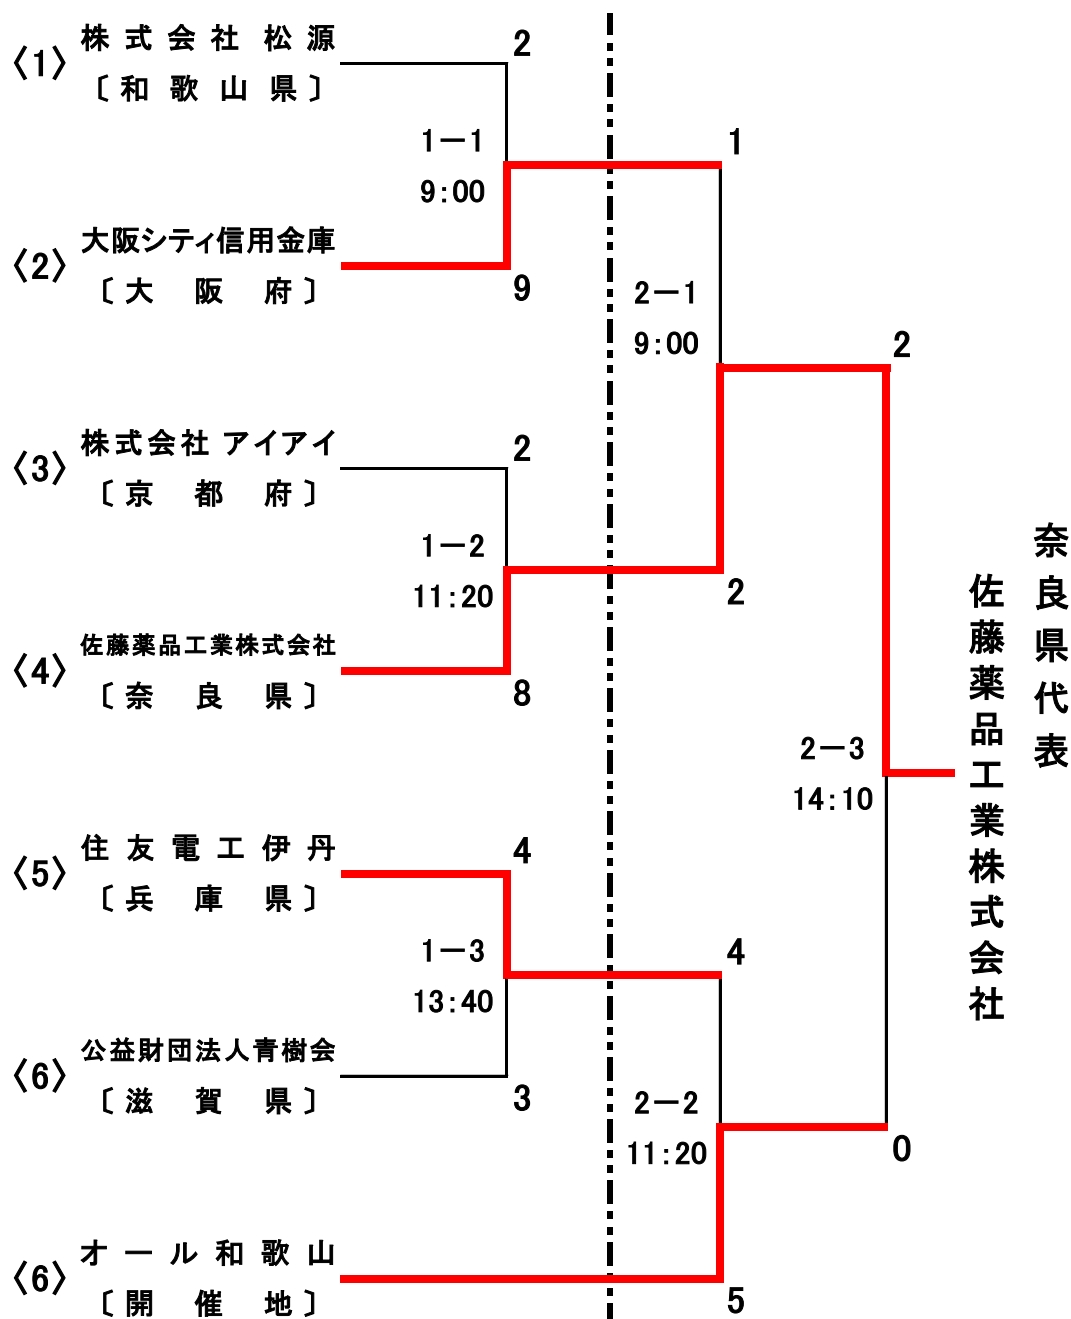 〈1〉
株式会社 松源
〔和歌山県〕
2
1－1
9:00
1
〈2〉
大阪シティ信用金庫
〔大阪府〕
9
2－1
9:00
2
〈3〉
株式会社 アイアイ
〔京都府〕
2
1－2
11:20
2
〈4〉
佐藤薬品工業株式会社
〔奈良県〕
8
奈良県代表
佐藤薬品工業株式会社
2－3
14:10
〈5〉
住友電工伊丹
〔兵庫県〕
4
1－3
13:40
4
〈6〉
公益財団法人青樹会
〔滋賀県〕
3
2－2
11:20
0
〈6〉
オール和歌山
〔開催地〕
5